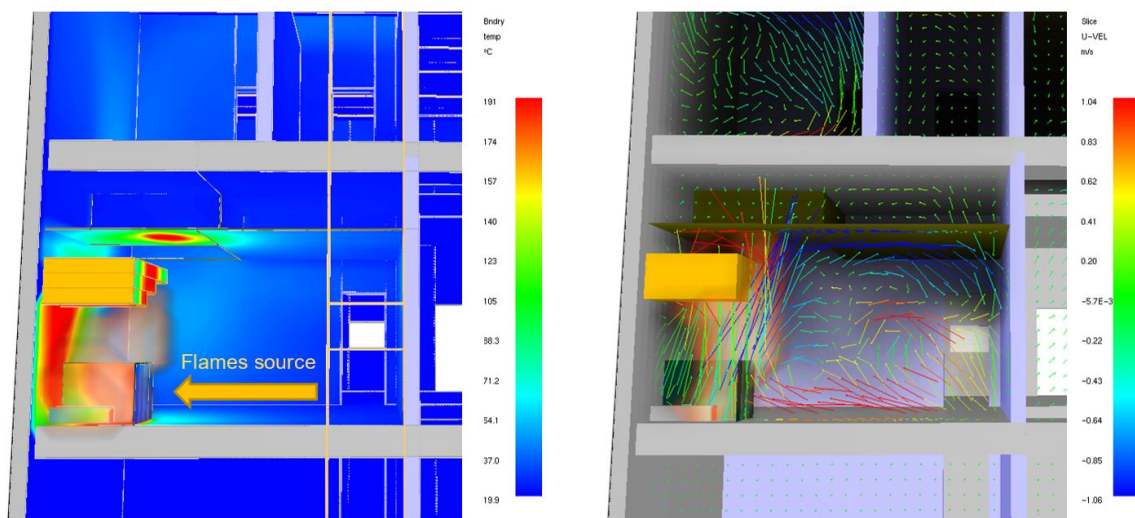 Bndry
temp
ºC
191
174
157
140
123
105
88.3
71.2
54.1
37.0
19.9
Flames source
Slice
U-VEL
m/s
1.04
0.83
0.62
0.41
0.20
-5.7E-3
-0.22
-0.43
-0.64
-0.85
-1.06